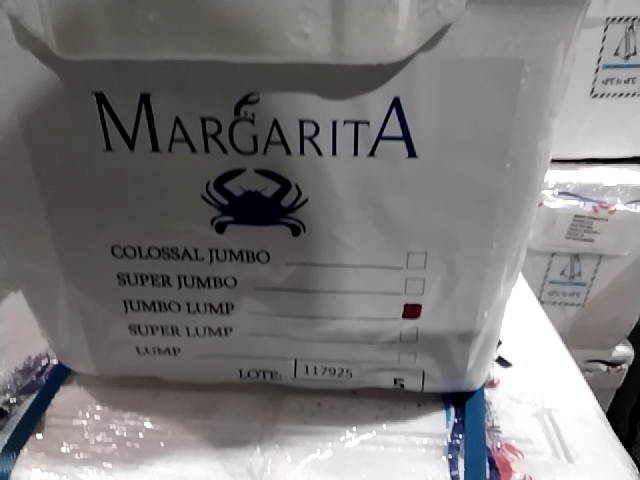 MARGARITA
COLOSSAL JUMBO
SUPER JUMBO
JUMBO LUMP
SUPER LUMP
LUMP
LOTE: 117925 5